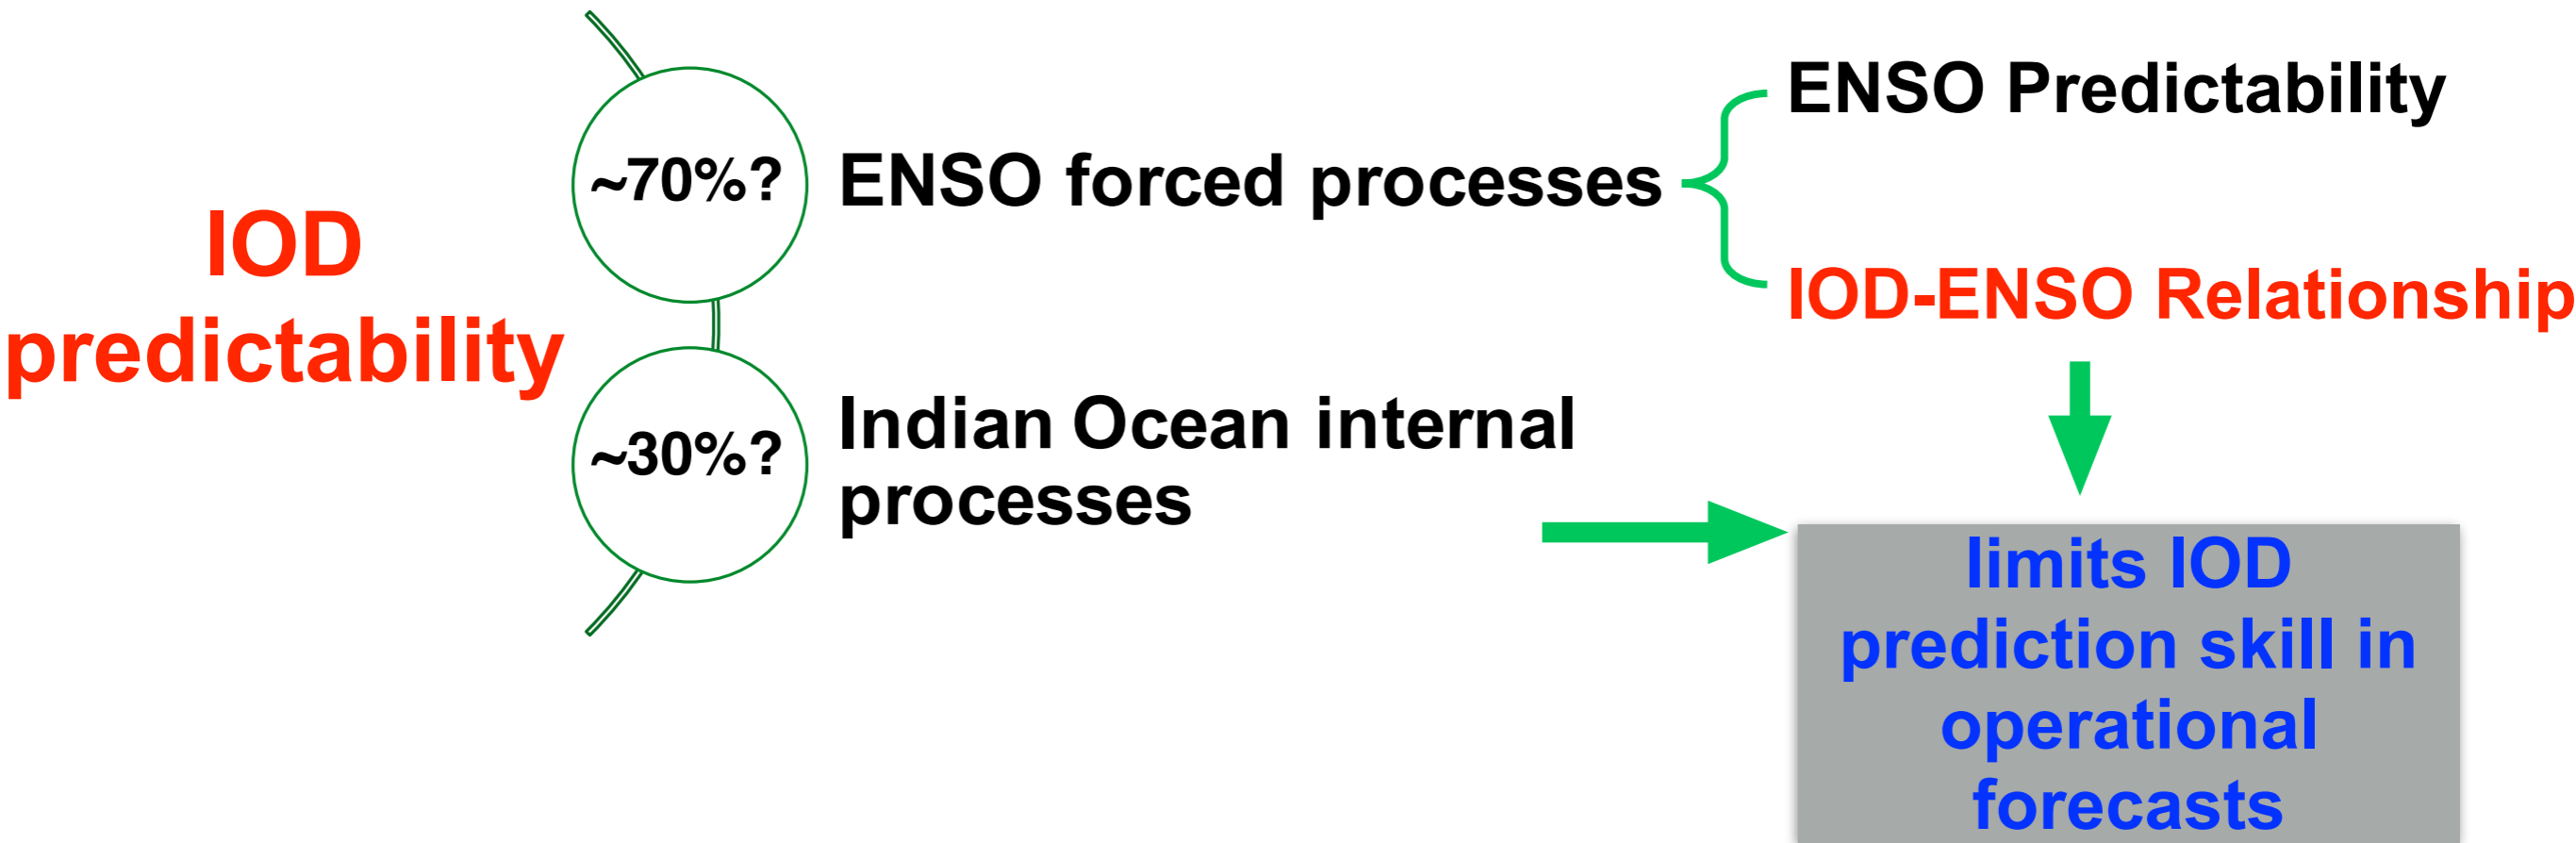 IOD
predictability
~70%?
ENSO forced processes
ENSO Predictability
IOD-ENSO Relationship
~30%?
Indian Ocean internal
processes
limits IOD
prediction skill in
operational
forecasts